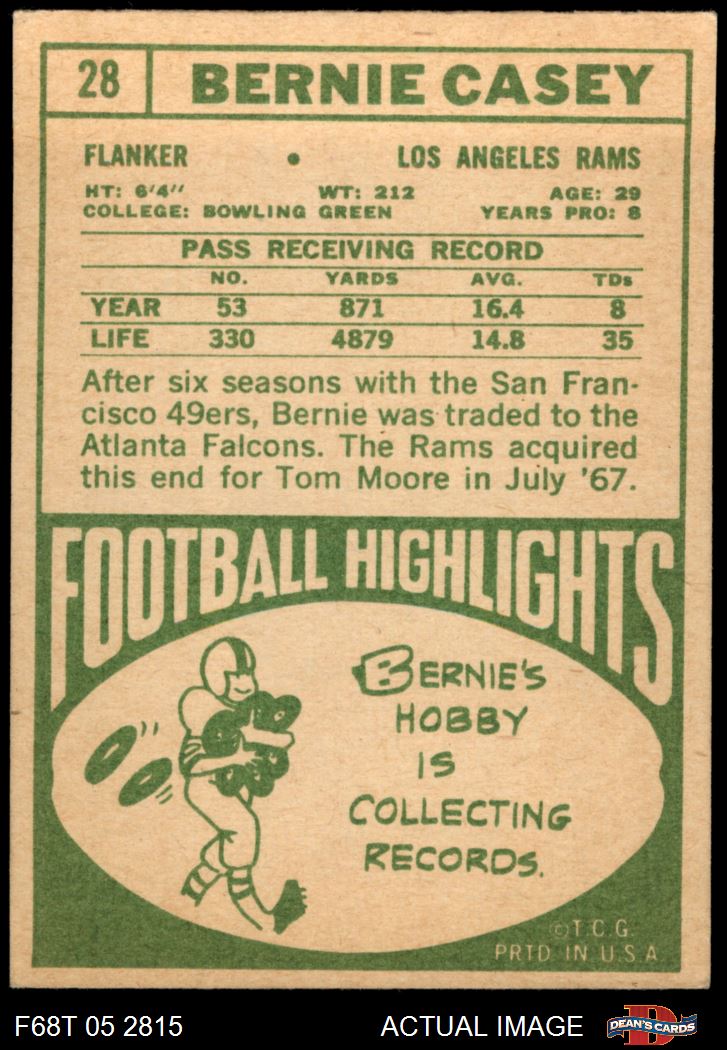 28 BERNIE CASEY
FLANKER • LOS ANGELES RAMS
HT: 6'4" WT: 212 AGE: 29
COLLEGE: BOWLING GREEN YEARS PRO: 8
PASS RECEIVING RECORD
NO. YARDS AVG. TDs
YEAR 53 871 16.4 8
LIFE 330 4879 14.8 35
After six seasons with the San Fran-
cisco 49ers, Bernie was traded to the
Atlanta Falcons. The Rams acquired
this end for Tom Moore in July '67.
FOOTBALL HIGHLIGHTS
BERNIE'S
HOBBY
IS
COLLECTING
RECORDS.
©T.C.G.
PRTD IN U.S.A.
F68T 05 2815 ACTUAL IMAGE DEAN'S CARDS